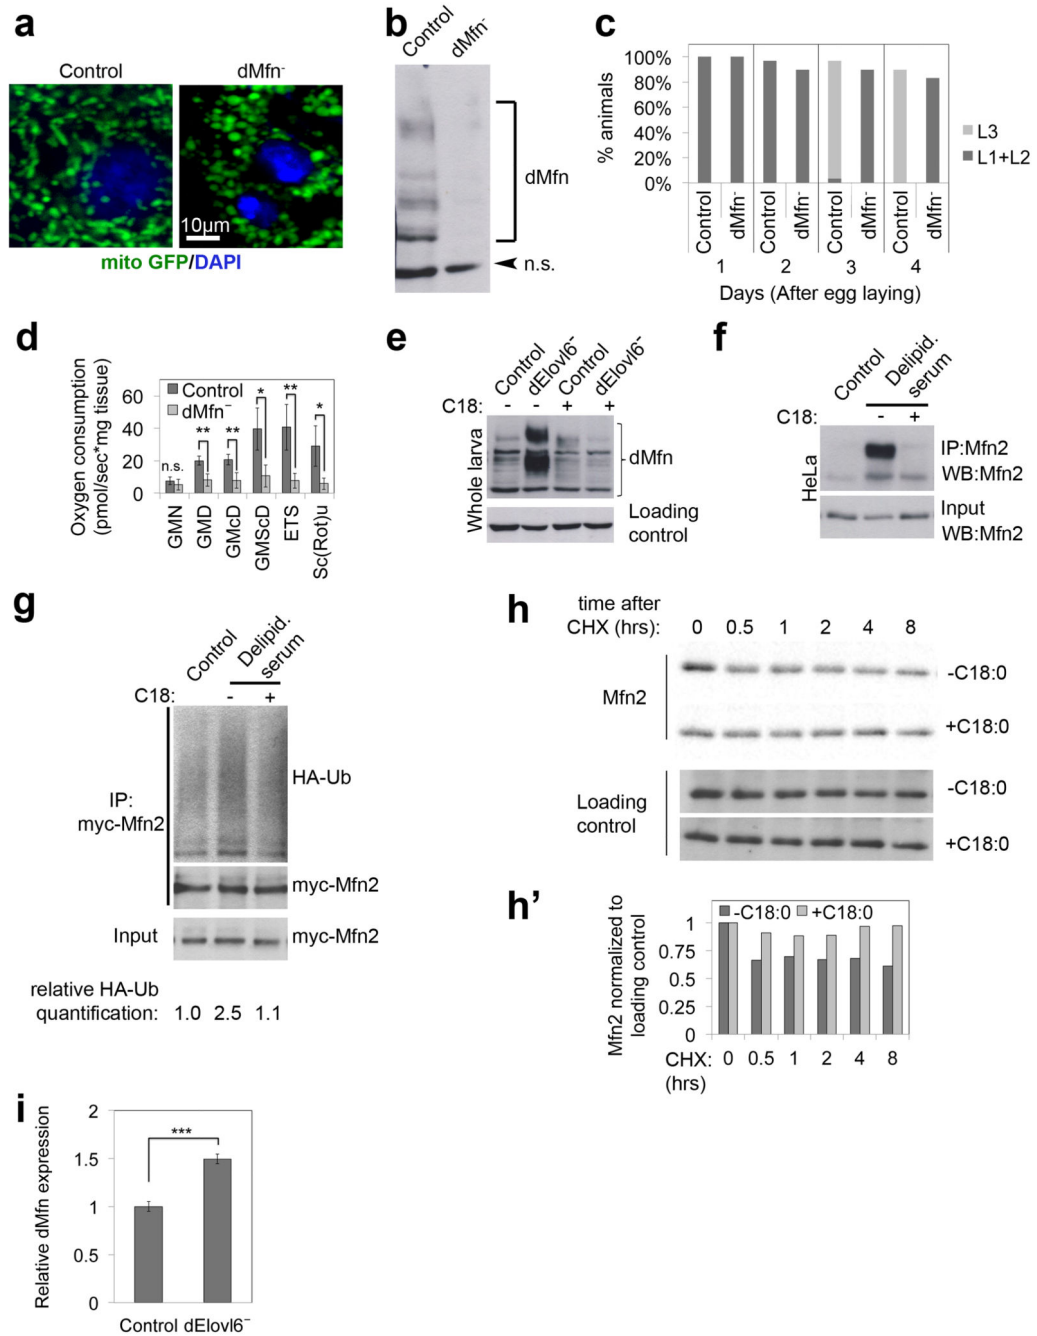 a
Control
dMfn-
10µm
mito GFP/DAPI
b
Control
dMfn-
dMfn
n.s.
c
% animals
100%
80%
60%
40%
20%
0%
L3
L1+L2
Control
dMfn-
Control
dMfn-
Control
dMfn-
Control
dMfn-
1
2
3
4
Days (After egg laying)
d
Oxygen consumption
(pmol/sec*mg tissue)
60
40
20
0
Control
dMfn-
n.s.
**
**
*
**
*
GMN
GMD
GMcD
GMScD
ETS
Sc(Rot)u
e
Control
dElovl6-
Control
dElovl6-
C18: - - + +
Whole larva
dMfn
Loading
control
f
Control
Delipid.
serum
C18: - +
HeLa
IP:Mfn2
WB:Mfn2
Input
WB:Mfn2
g
Control
Delipid.
serum
C18: - +
IP:
myc-Mfn2
HA-Ub
myc-Mfn2
Input
myc-Mfn2
relative HA-Ub
quantification: 1.0 2.5 1.1
h
time after
CHX (hrs): 0 0.5 1 2 4 8
Mfn2
-C18:0
+C18:0
Loading
control
-C18:0
+C18:0
h'
Mfn2 normalized to
loading control
-C18:0
+C18:0
1
0.75
0.5
0.25
0
CHX: 0 0.5 1 2 4 8
(hrs)
i
Relative dMfn expression
2
1.5
1
0.5
0
***
Control dElovl6-